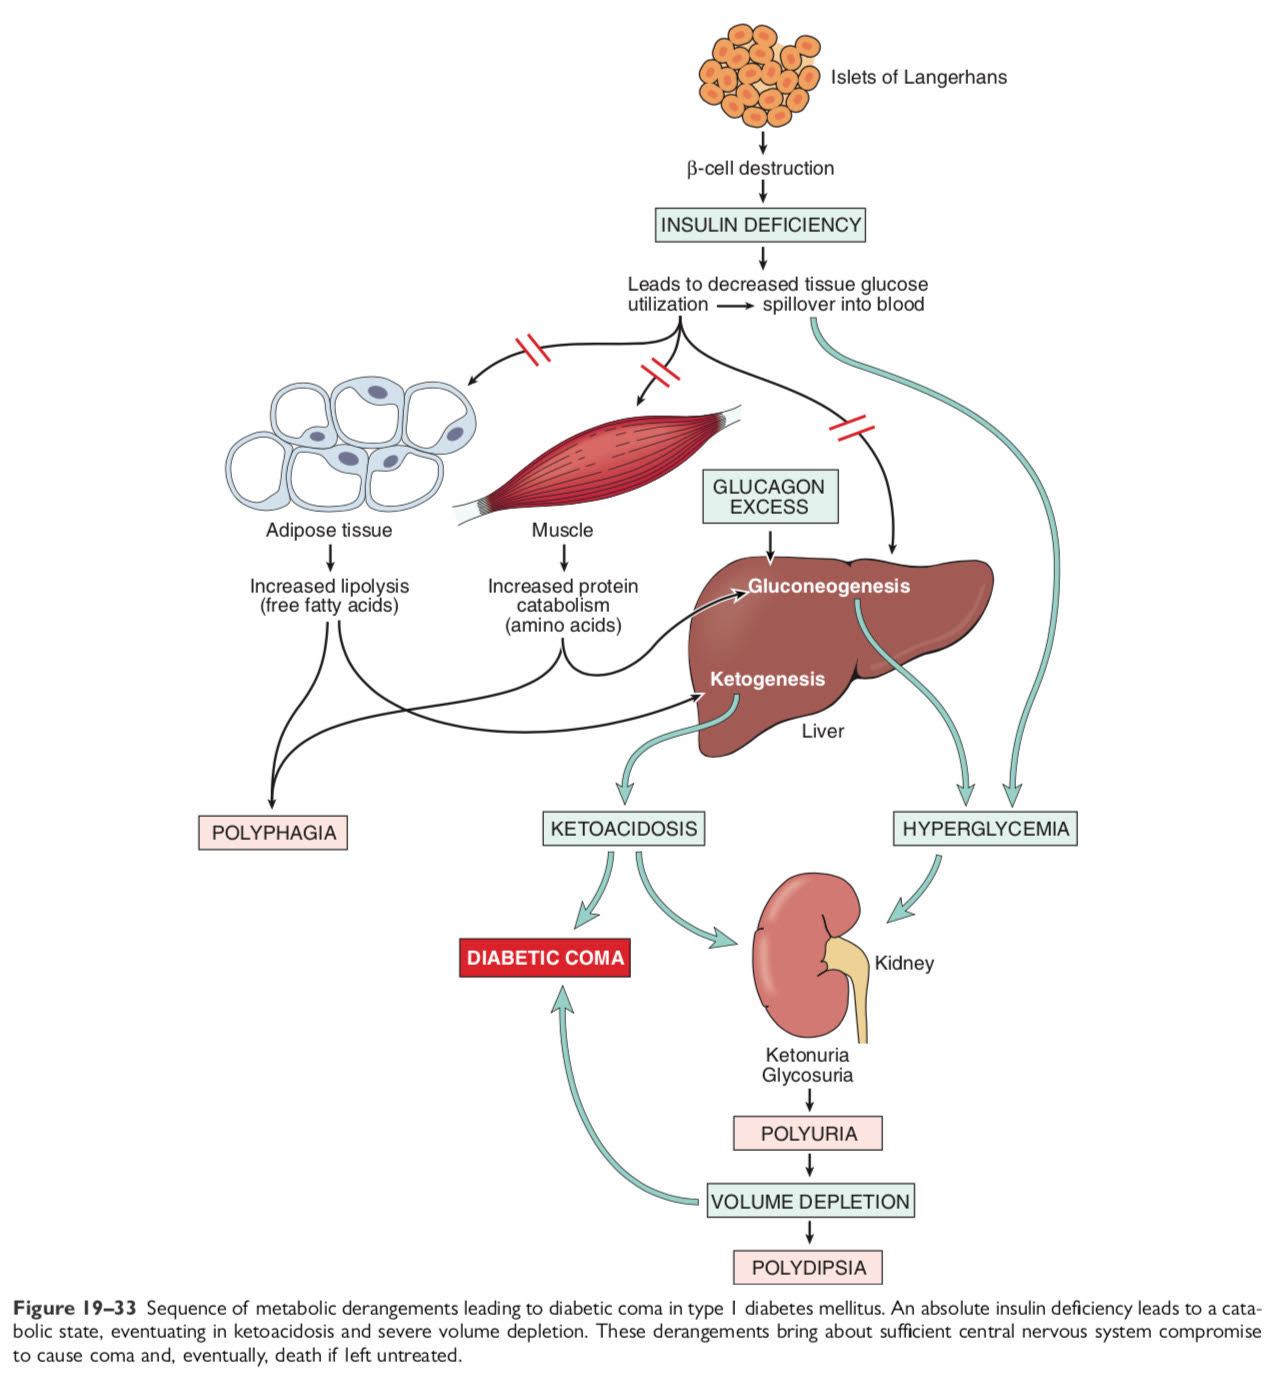 Islets of Langerhans
β-cell destruction
INSULIN DEFICIENCY
Leads to decreased tissue glucose
utilization
spillover into blood
GLUCAGON
EXCESS
Adipose tissue
Muscle
Increased lipolysis
(free fatty acids)
Increased protein
catabolism
(amino acids)
Gluconeogenesis
Ketogenesis
Liver
POLYPHAGIA
KETOACIDOSIS
HYPERGLYCEMIA
DIABETIC COMA
Kidney
Ketonuria
Glycosuria
POLYURIA
VOLUME DEPLETION
POLYDIPSIA
Figure 19–33 Sequence of metabolic derangements leading to diabetic coma in type 1 diabetes mellitus. An absolute insulin deficiency leads to a cata-
bolic state, eventuating in ketoacidosis and severe volume depletion. These derangements bring about sufficient central nervous system compromise
to cause coma and, eventually, death if left untreated.